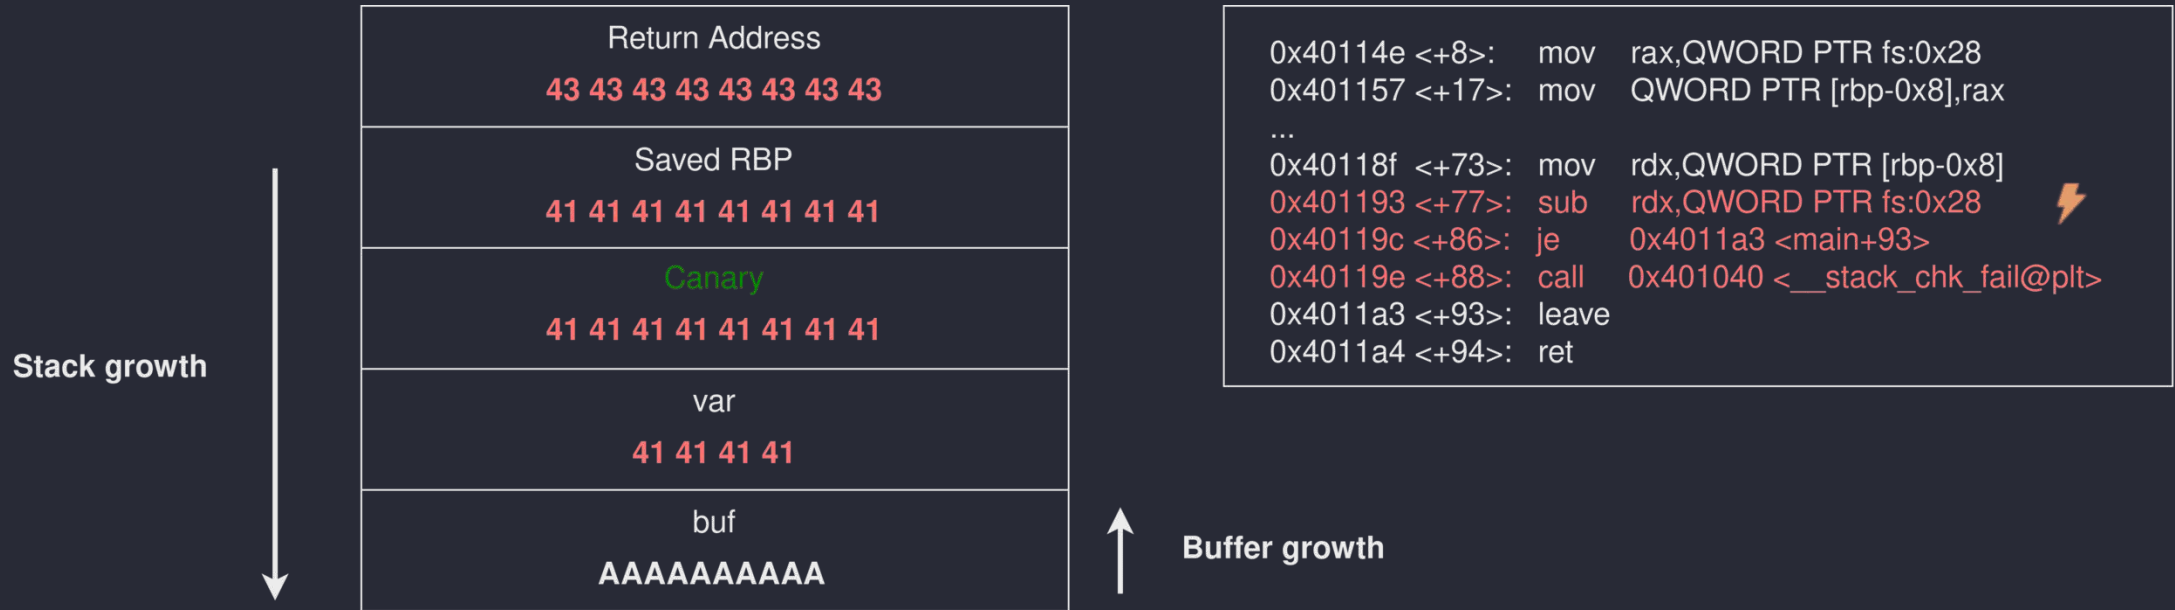 Return Address
43 43 43 43 43 43 43 43
Saved RBP
41 41 41 41 41 41 41 41
Canary
41 41 41 41 41 41 41 41
var
41 41 41 41
buf
AAAAAAAAAA
Stack growth
Buffer growth
0x40114e <+8>: mov rax,QWORD PTR fs:0x28
0x401157 <+17>: mov QWORD PTR [rbp-0x8],rax
...
0x40118f <+73>: mov rdx,QWORD PTR [rbp-0x8]
0x401193 <+77>: sub rdx,QWORD PTR fs:0x28
0x40119c <+86>: je 0x4011a3 <main+93>
0x40119e <+88>: call 0x401040 <__stack_chk_fail@plt>
0x4011a3 <+93>: leave
0x4011a4 <+94>: ret